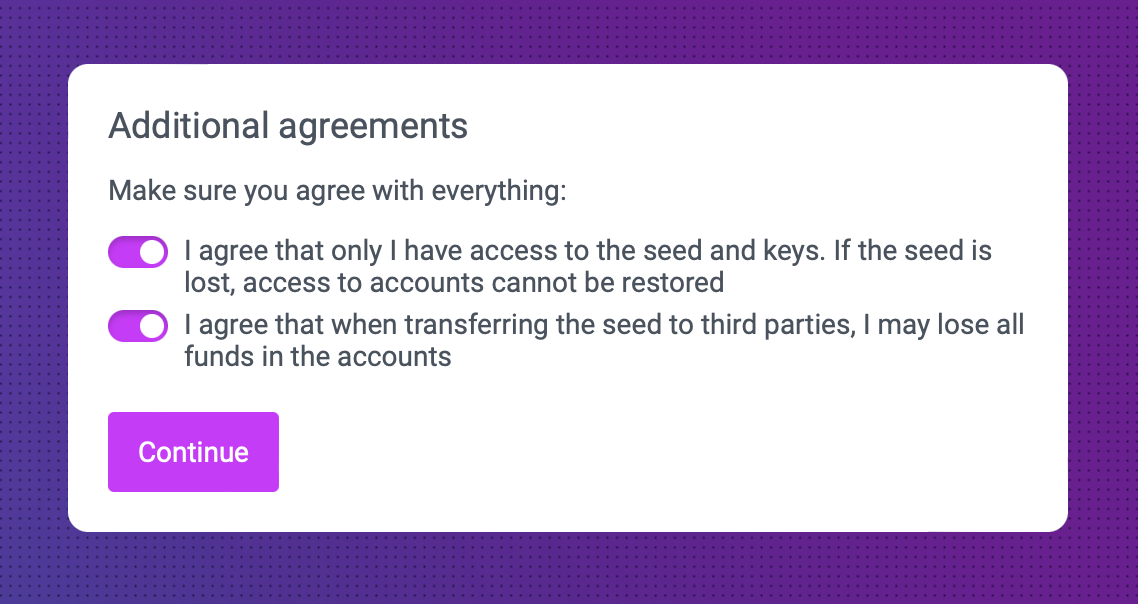 Additional agreements
Make sure you agree with everything:
I agree that only I have access to the seed and keys. If the seed is
lost, access to accounts cannot be restored
I agree that when transferring the seed to third parties, I may lose all
funds in the accounts
Continue